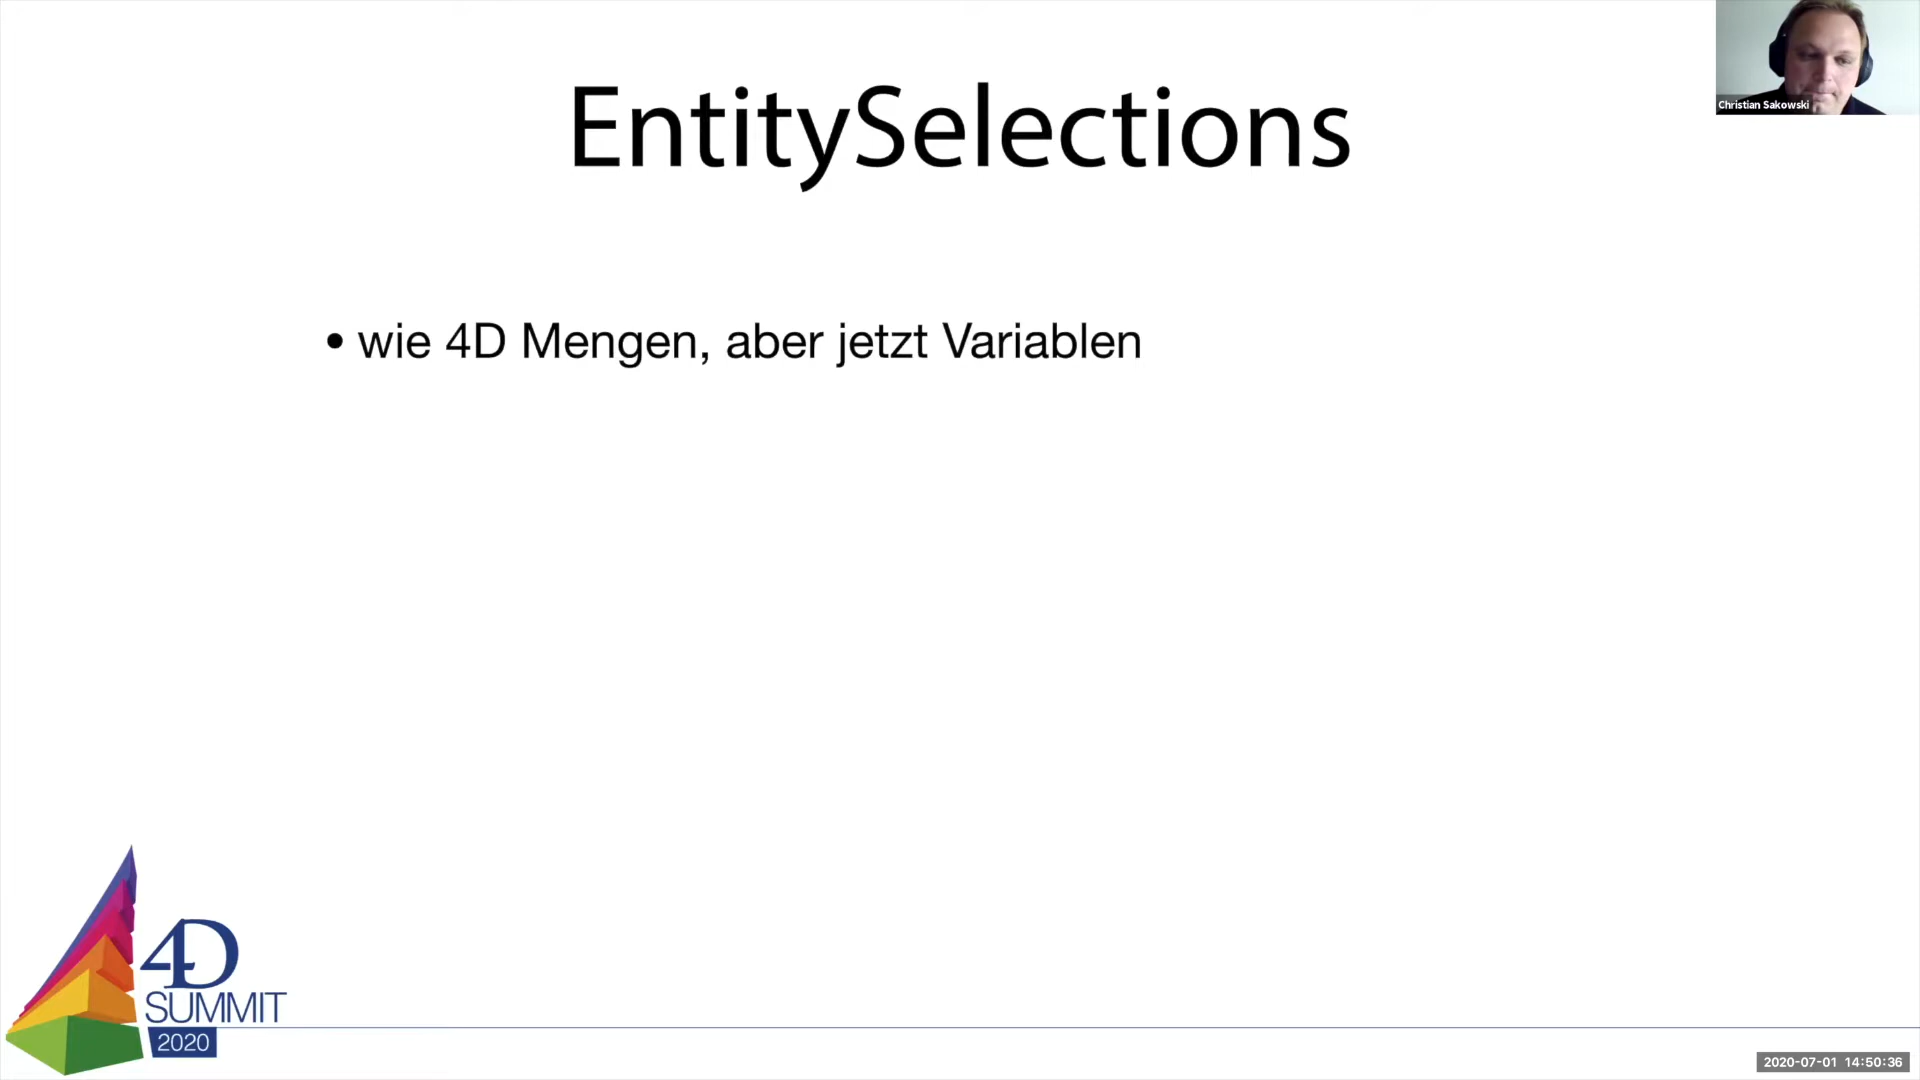 EntitySelections
Christian Sakowski
• wie 4D Mengen, aber jetzt Variablen
4D
SUMMIT
2020
2020-07-01 14:50:36